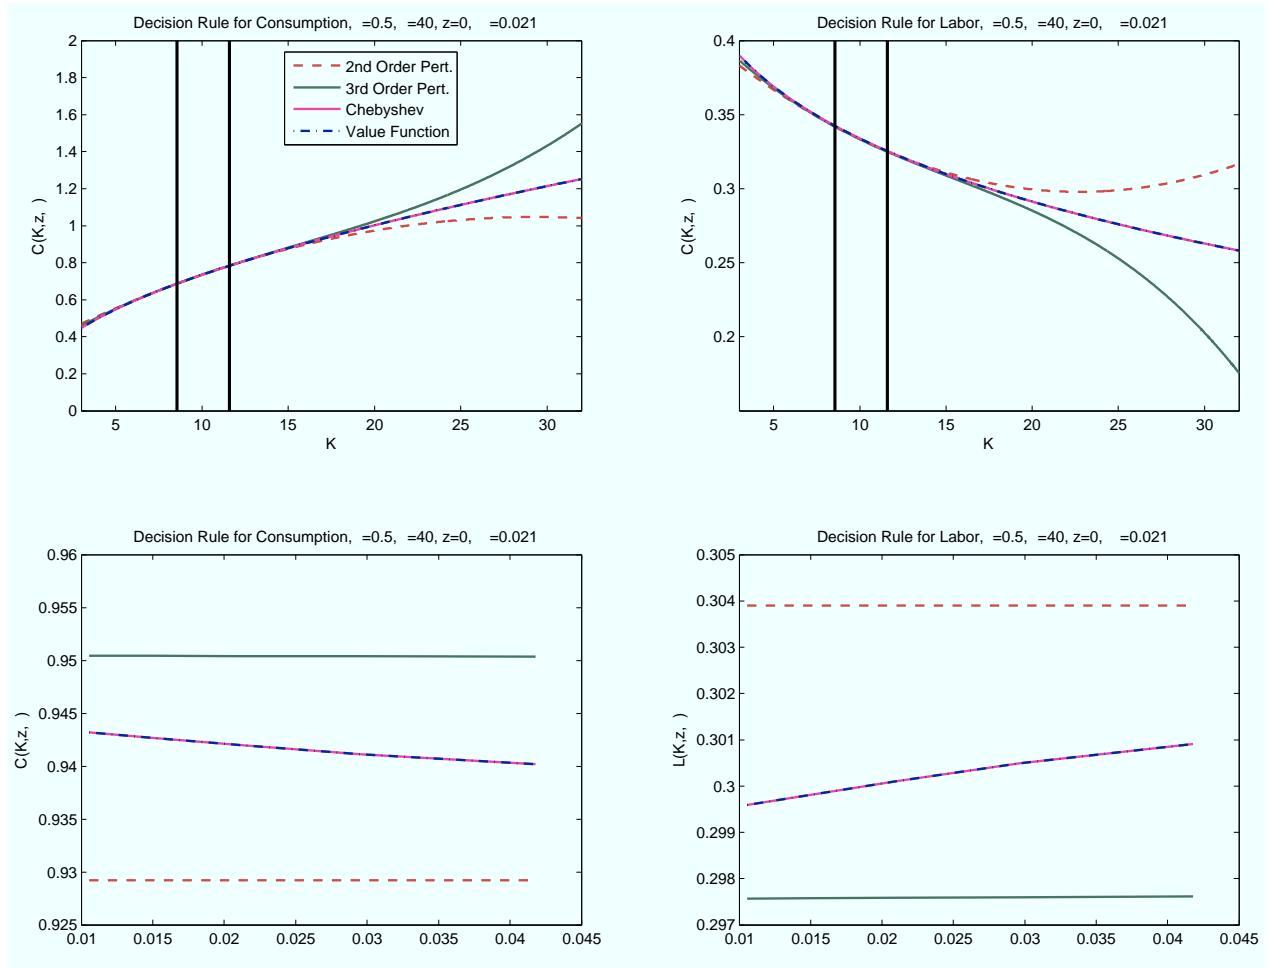 Decision Rule for Consumption, =0.5, =40, z=0, =0.021
2
1.8
1.6
1.4
1.2
1
0.8
0.6
0.4
0.2
0
C(K,z, )
2nd Order Pert.
3rd Order Pert.
Chebyshev
Value Function
5 10 15 20 25 30
K
Decision Rule for Labor, =0.5, =40, z=0, =0.021
0.4
0.35
0.3
0.25
0.2
C(K,z, )
5 10 15 20 25 30
K
Decision Rule for Consumption, =0.5, =40, z=0, =0.021
0.96
0.955
0.95
0.945
0.94
0.935
0.93
0.925
C(K,z, )
0.01 0.015 0.02 0.025 0.03 0.035 0.04 0.045
Decision Rule for Labor, =0.5, =40, z=0, =0.021
0.305
0.304
0.303
0.302
0.301
0.3
0.299
0.298
0.297
L(K,z, )
0.01 0.015 0.02 0.025 0.03 0.035 0.04 0.045